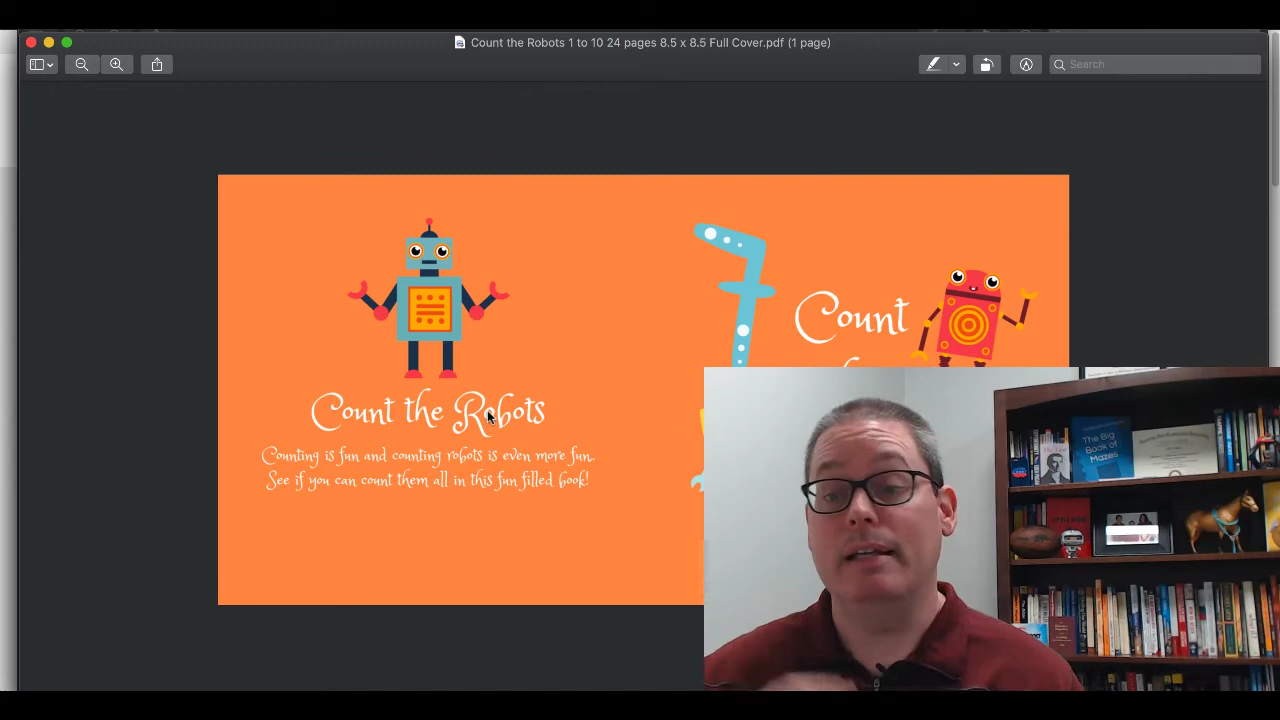 Count the Robots 1 to 10 24 pages 8.5 x 8.5 Full Cover.pdf (1 page)
Search
Count
Count the Robots
Counting is fun and counting robots is even more fun.
See if you can count them all in this fun filled book!
The Big
Book of
Mazes